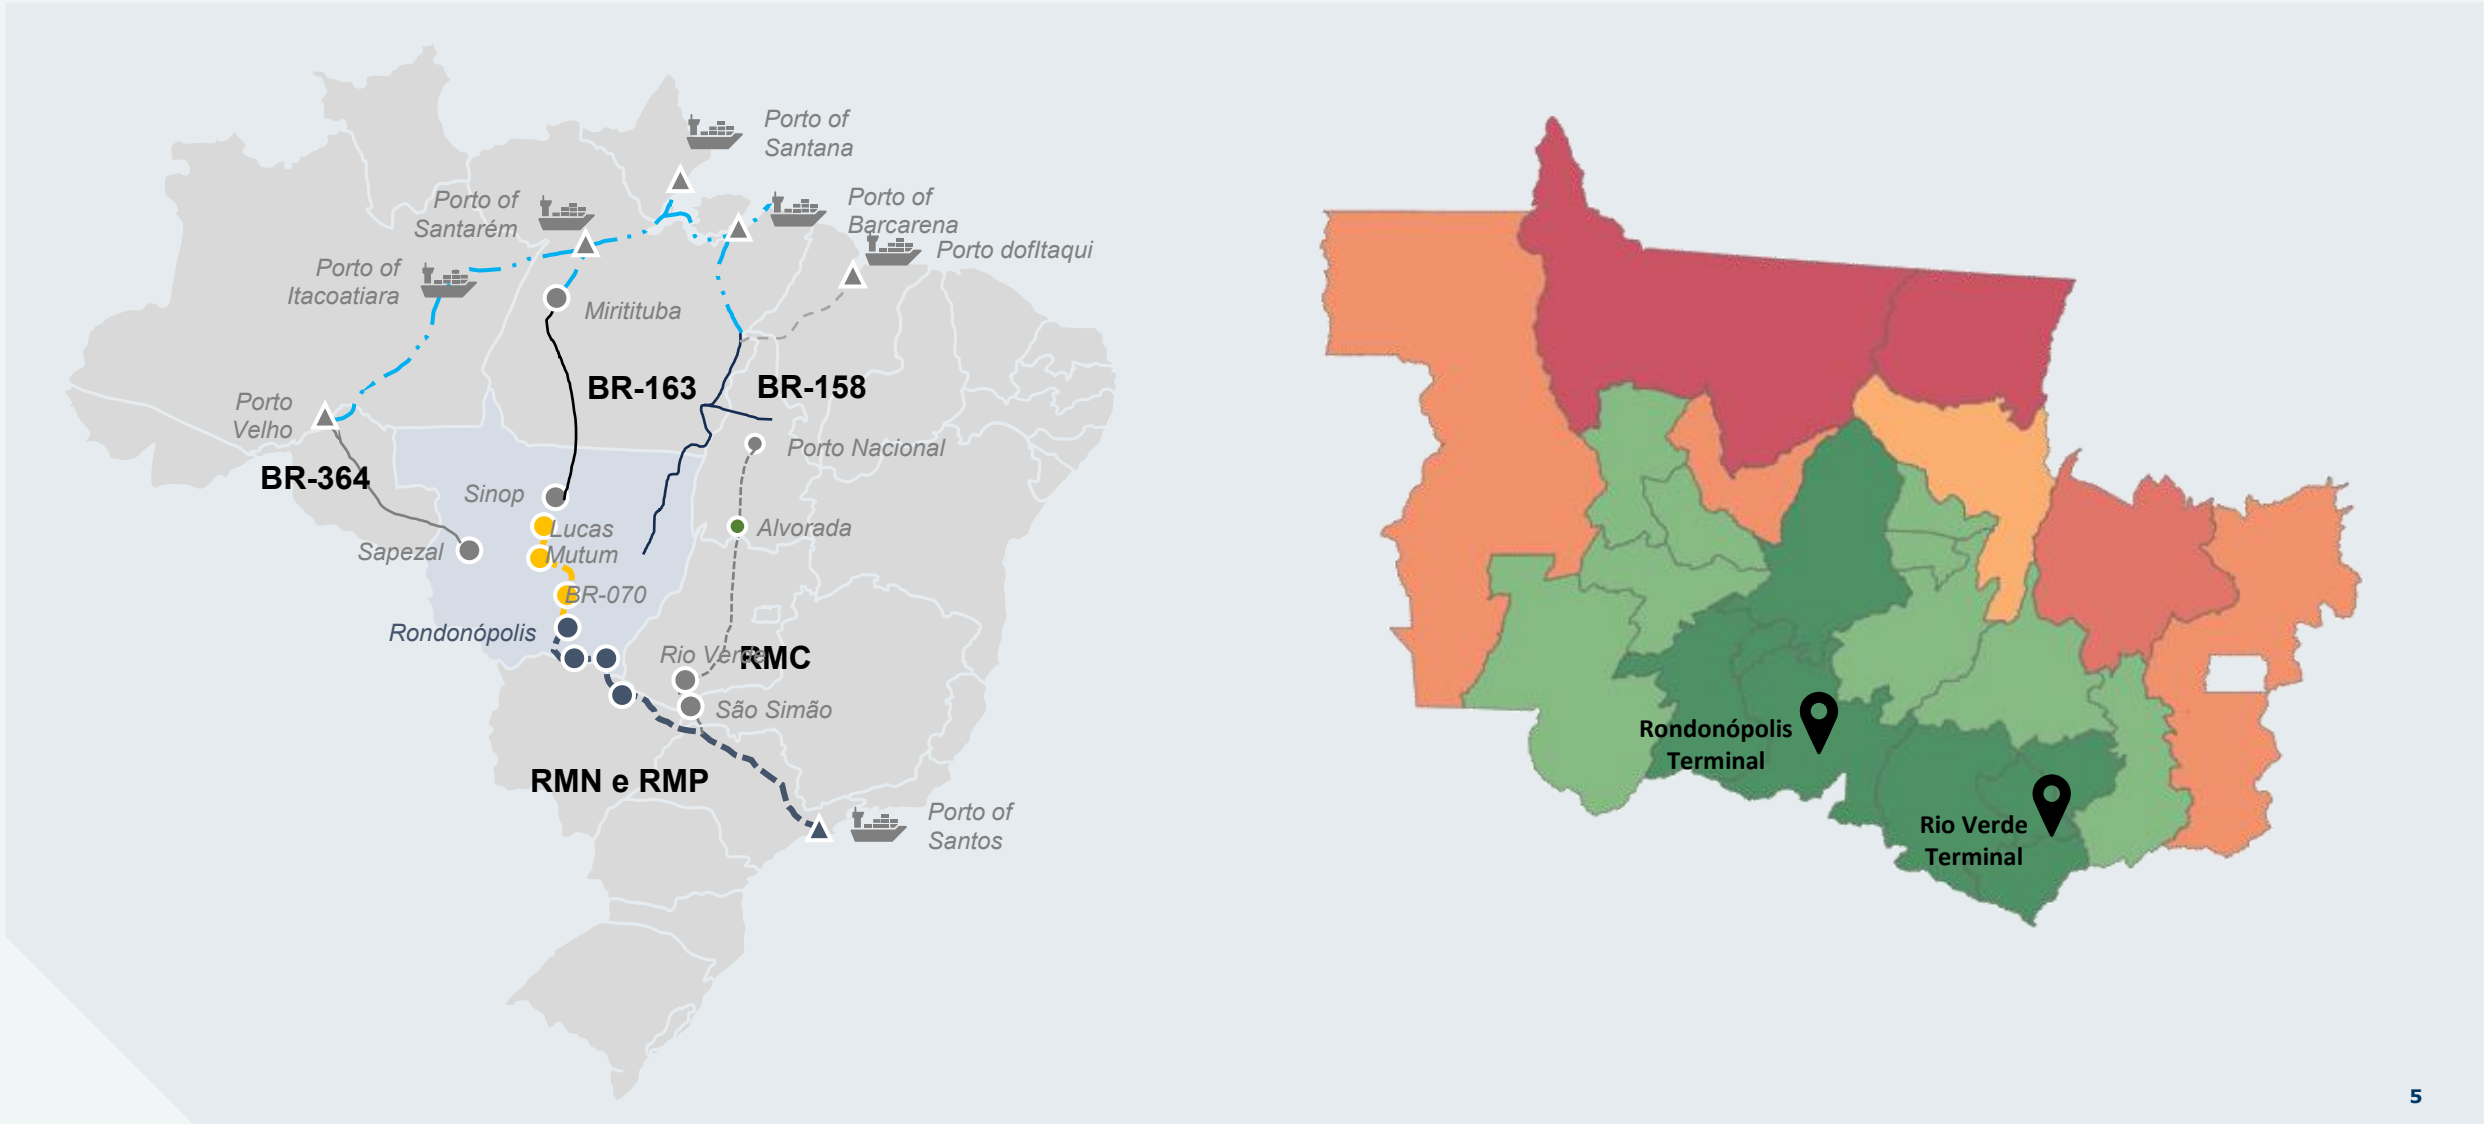 Porto of
Santana
Porto of
Santarém
Porto of
Barcarena
Porto dofltaqui
Porto of
Itacoatiara
Miritituba
BR-163
BR-158
Porto
Velho
Porto Nacional
BR-364
Sinop
Lucas
Alvorada
Sapezal
Mutum
BR-070
Rondonópolis
Rio Verde
RMC
São Simão
RMN e RMP
Porto of
Santos
Rondonópolis
Terminal
Rio Verde
Terminal
5